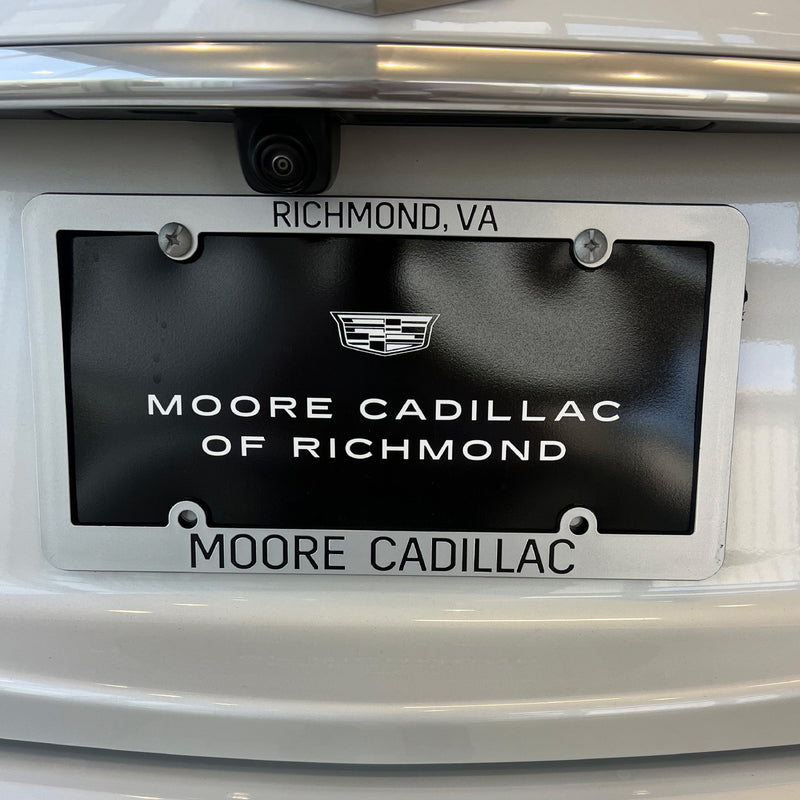 RICHMOND, VA
MOORE CADILLAC
OF RICHMOND
MOORE CADILLAC